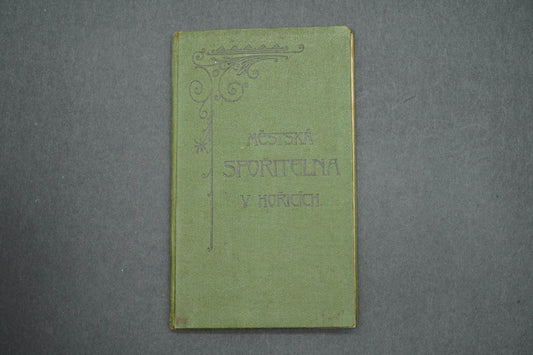 MĚSTSKÁ
SPOŘITELNA
V HOŘICÍCH